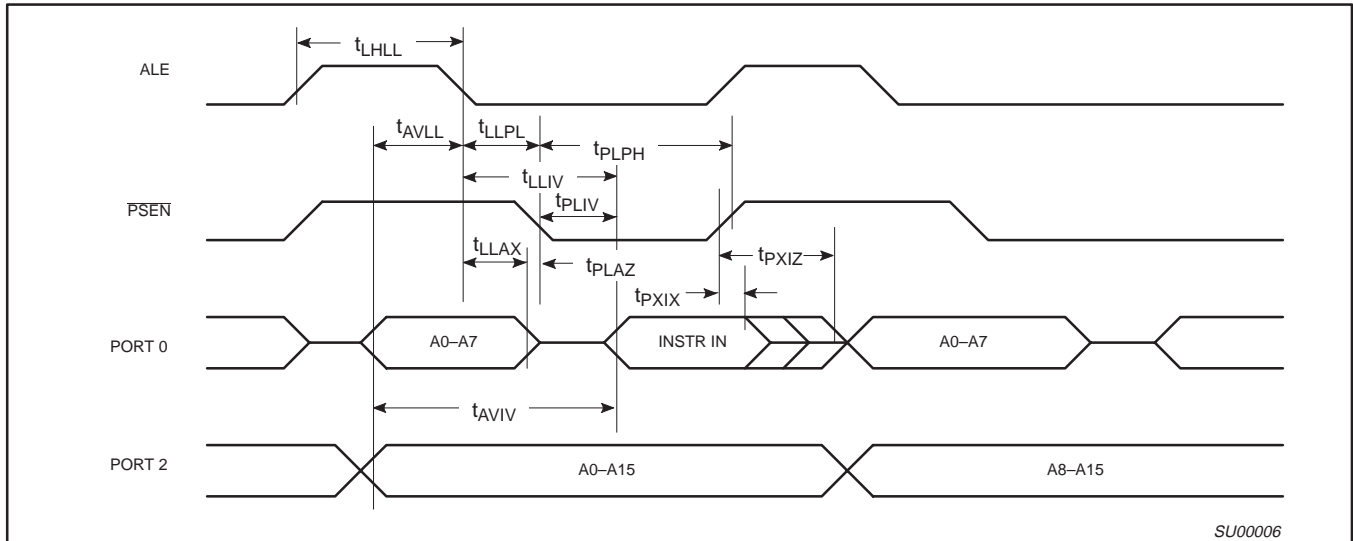 tLHLL
ALE
tAVLL tLLPL tPLPH
tLLIV
PSEN
tPLIV
tLLAX tPLAZ tPXIZ
tPXIX
PORT 0 A0–A7 INSTR IN A0–A7
tAVIV
PORT 2 A0–A15 A8–A15
SU00006